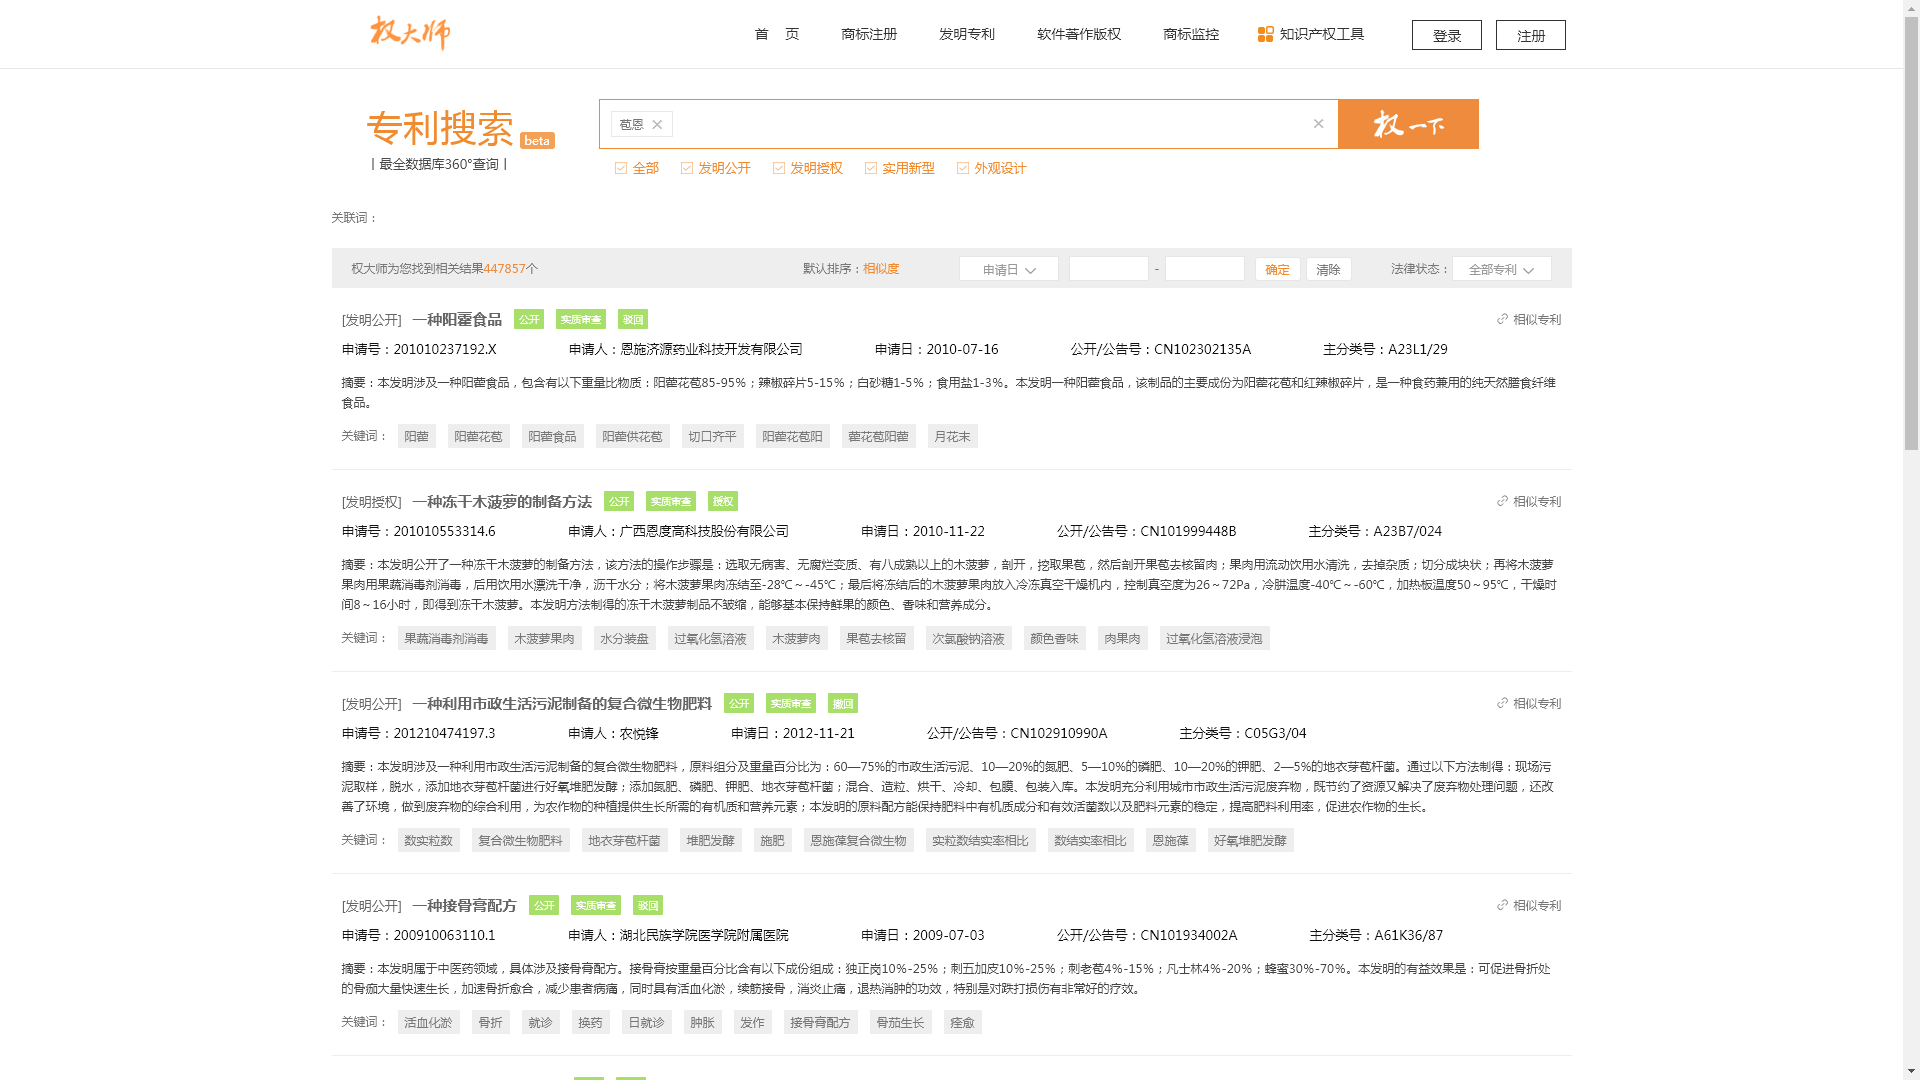 权大师
首 页
商标注册
发明专利
软件著作版权
商标监控
知识产权工具
登录
注册
专利搜索 beta
丨最全数据库360°查询丨
苞恩
权一下
全部 发明公开 发明授权 实用新型 外观设计
关联词：
权大师为您找到相关结果447857个 默认排序：相似度 申请日 - 确定 清除 法律状态： 全部专利
[发明公开] 一种阳藿食品 公开 实质审查 驳回 相似专利
申请号：201010237192.X 申请人：恩施济源药业科技开发有限公司 申请日：2010-07-16 公开/公告号：CN102302135A 主分类号：A23L1/29
摘要：本发明涉及一种阳藿食品，包含有以下重量比物质：阳藿花苞85-95%；辣椒碎片5-15%；白砂糖1-5%；食用盐1-3%。本发明一种阳藿食品，该制品的主要成份为阳藿花苞和红辣椒碎片，是一种食药兼用的纯天然膳食纤维
食品。
关键词： 阳藿 阳藿花苞 阳藿食品 阳藿供花苞 切口齐平 阳藿花苞阳 藿花苞阳藿 月花末
[发明授权] 一种冻干木菠萝的制备方法 公开 实质审查 授权 相似专利
申请号：201010553314.6 申请人：广西恩度高科技股份有限公司 申请日：2010-11-22 公开/公告号：CN101999448B 主分类号：A23B7/024
摘要：本发明公开了一种冻干木菠萝的制备方法，该方法的操作步骤是：选取无病害、无腐烂变质、有八成熟以上的木菠萝，剖开，挖取果苞，然后剖开果苞去核留肉；果肉用流动饮用水清洗，去掉杂质；切分成块状；再将木菠萝
果肉用果蔬消毒剂消毒，后用饮用水漂洗干净，沥干水分；将木菠萝果肉冻结至-28℃～-45℃；最后将冻结后的木菠萝果肉放入冷冻真空干燥机内，控制真空度为26～72Pa，冷阱温度-40℃～-60℃，加热板温度50～95℃，干燥时
间8～16小时，即得到冻干木菠萝。本发明方法制得的冻干木菠萝制品不皱缩，能够基本保持鲜果的颜色、香味和营养成分。
关键词： 果蔬消毒剂消毒 木菠萝果肉 水分装盘 过氧化氢溶液 木菠萝肉 果苞去核留 次氯酸钠溶液 颜色香味 肉果肉 过氧化氢溶液浸泡
[发明公开] 一种利用市政生活污泥制备的复合微生物肥料 公开 实质审查 撤回 相似专利
申请号：201210474197.3 申请人：农悦锋 申请日：2012-11-21 公开/公告号：CN102910990A 主分类号：C05G3/04
摘要：本发明涉及一种利用市政生活污泥制备的复合微生物肥料，原料组分及重量百分比为：60—75%的市政生活污泥、10—20%的氮肥、5—10%的磷肥、10—20%的钾肥、2—5%的地衣芽苞杆菌。通过以下方法制得：现场污
泥取样，脱水，添加地衣芽苞杆菌进行好氧堆肥发酵；添加氮肥、磷肥、钾肥、地衣芽苞杆菌；混合、造粒、烘干、冷却、包膜、包装入库。本发明充分利用城市市政生活污泥废弃物，既节约了资源又解决了废弃物处理问题，还改
善了环境，做到废弃物的综合利用，为农作物的种植提供生长所需的有机质和营养元素；本发明的原料配方能保持肥料中有机质成分和有效活菌数以及肥料元素的稳定，提高肥料利用率，促进农作物的生长。
关键词： 数实粒数 复合微生物肥料 地衣芽苞杆菌 堆肥发酵 施肥 恩施葆复合微生物 实粒数结实率相比 数结实率相比 恩施葆 好氧堆肥发酵
[发明公开] 一种接骨膏配方 公开 实质审查 驳回 相似专利
申请号：200910063110.1 申请人：湖北民族学院医学院附属医院 申请日：2009-07-03 公开/公告号：CN101934002A 主分类号：A61K36/87
摘要：本发明属于中医药领域，具体涉及接骨膏配方。接骨膏按重量百分比含有以下成份组成：独正岗10%-25%；刺五加皮10%-25%；刺老苞4%-15%；凡士林4%-20%；蜂蜜30%-70%。本发明的有益效果是：可促进骨折处
的骨痂大量快速生长，加速骨折愈合，减少患者病痛，同时具有活血化淤，续筋接骨，消炎止痛，退热消肿的功效，特别是对跌打损伤有非常好的疗效。
关键词： 活血化淤 骨折 就诊 换药 日就诊 肿胀 发作 接骨膏配方 骨茄生长 痊愈